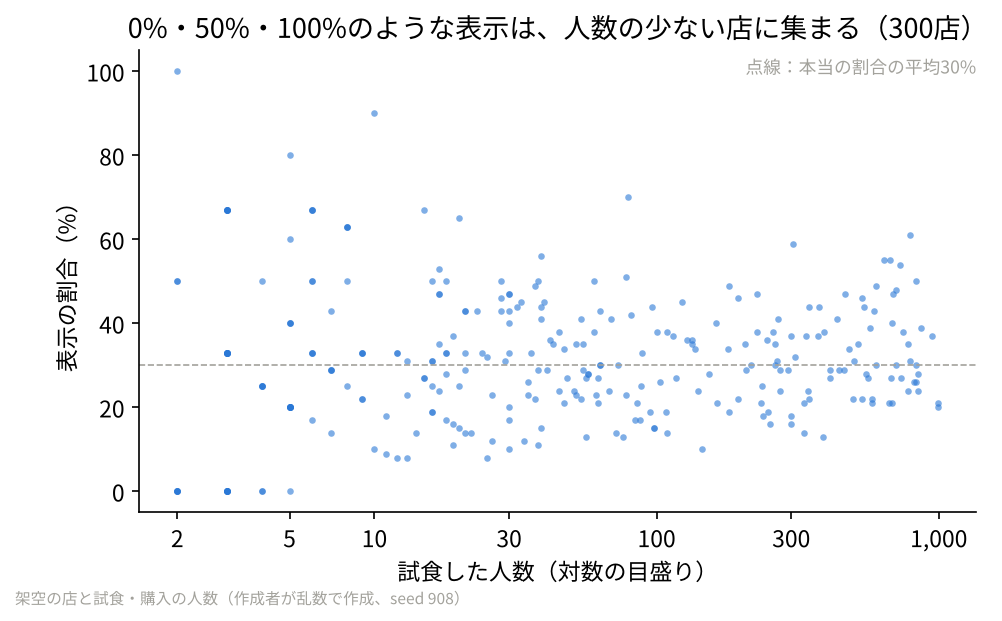 0%・50%・100%のような表示は、人数の少ない店に集まる（300店）
点線：本当の割合の平均30%
表示の割合（%）
100
80
60
40
20
0
2 5 10 30 100 300 1,000
試食した人数（対数の目盛り）
架空の店と試食・購入の人数（作成者が乱数で作成、seed 908）